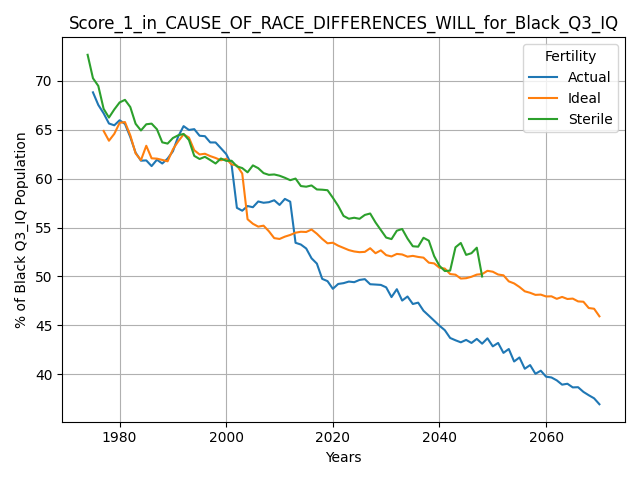 Score_1_in_CAUSE_OF_RACE_DIFFERENCES_WILL_for_Black_Q3_IQ
Fertility
Actual
Ideal
Sterile
% of Black Q3_IQ Population
70
65
60
55
50
45
40
1980
2000
2020
2040
2060
Years